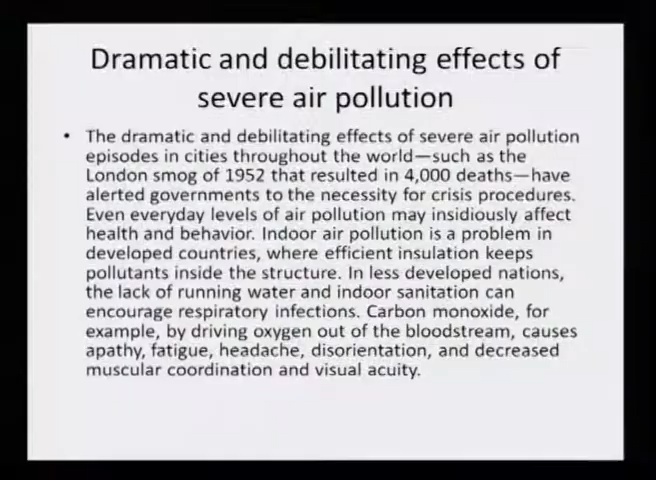 Dramatic and debilitating effects of
severe air pollution
• The dramatic and debilitating effects of severe air pollution
episodes in cities throughout the world—such as the
London smog of 1952 that resulted in 4,000 deaths—have
alerted governments to the necessity for crisis procedures.
Even everyday levels of air pollution may insidiously affect
health and behavior. Indoor air pollution is a problem in
developed countries, where efficient insulation keeps
pollutants inside the structure. In less developed nations,
the lack of running water and indoor sanitation can
encourage respiratory infections. Carbon monoxide, for
example, by driving oxygen out of the bloodstream, causes
apathy, fatigue, headache, disorientation, and decreased
muscular coordination and visual acuity.